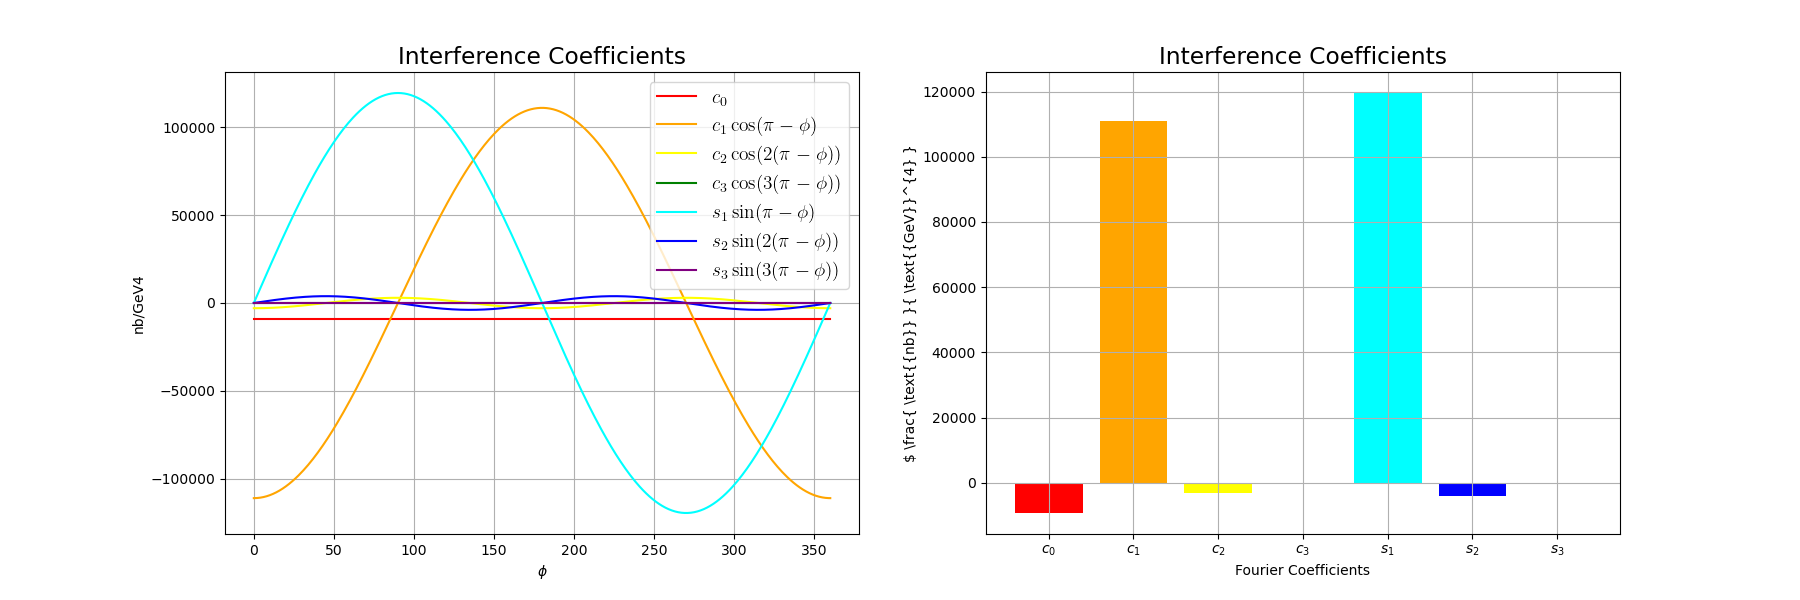 Interference Coefficients
c₀
c₁ cos(π − ϕ)
c₂ cos(2(π − ϕ))
c₃ cos(3(π − ϕ))
s₁ sin(π − ϕ)
s₂ sin(2(π − ϕ))
s₃ sin(3(π − ϕ))
nb/GeV4
100000
50000
0
−50000
−100000
0 50 100 150 200 250 300 350
ϕ
Interference Coefficients
$ \frac{ \text{{nb}} }{ \text{{GeV}}^{4} }
120000
100000
80000
60000
40000
20000
0
c₀ c₁ c₂ c₃ s₁ s₂ s₃
Fourier Coefficients